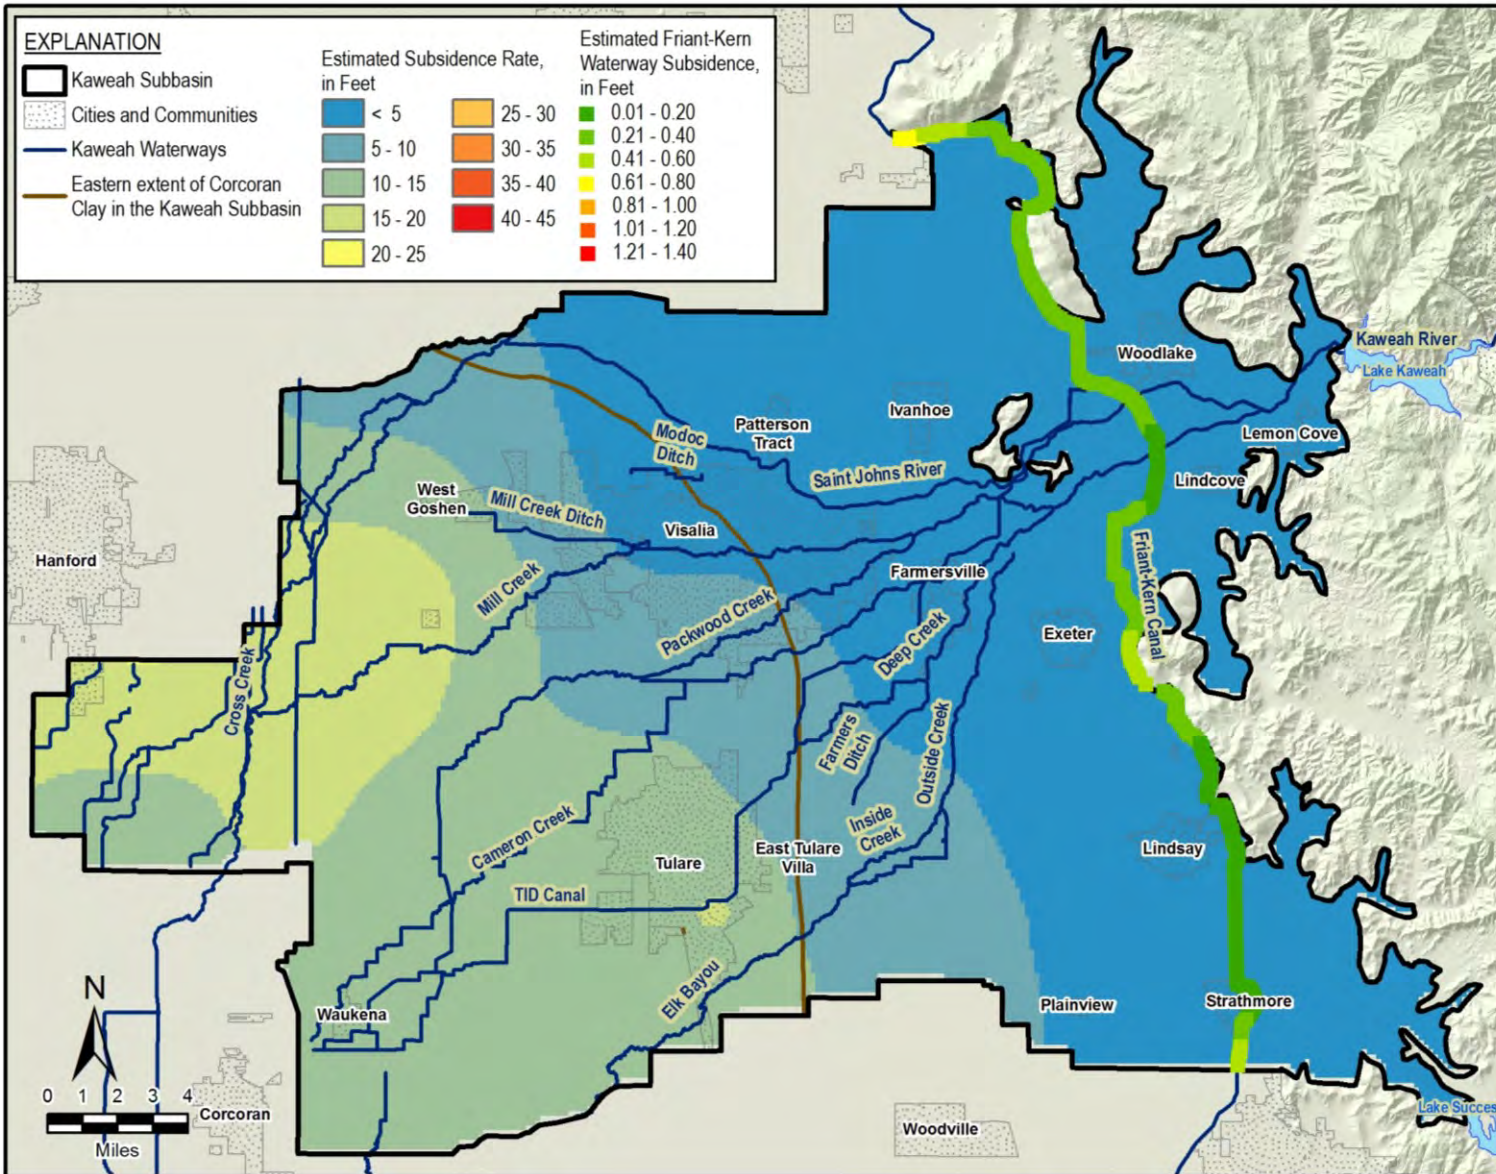 EXPLANATION
Kaweah Subbasin
Cities and Communities
Kaweah Waterways
Eastern extent of Corcoran
Clay in the Kaweah Subbasin
Estimated Subsidence Rate,
in Feet
< 5
5 - 10
10 - 15
15 - 20
20 - 25
25 - 30
30 - 35
35 - 40
40 - 45
Estimated Friant-Kern
Waterway Subsidence,
in Feet
0.01 - 0.20
0.21 - 0.40
0.41 - 0.60
0.61 - 0.80
0.81 - 1.00
1.01 - 1.20
1.21 - 1.40
Kaweah River
Lake Kaweah
Woodlake
Ivanhoe
Patterson
Tract
Modoc
Ditch
Lemon Cove
Saint Johns River
Lindcove
West
Goshen
Mill Creek Ditch
Visalia
Hanford
Friant-Kern Canal
Farmersville
Mill Creek
Packwood Creek
Exeter
Deep Creek
Cross Creek
Farmers
Ditch
Outside Creek
Inside
Creek
Cameron Creek
Tulare
East Tulare
Villa
Lindsay
TID Canal
Elk Bayou
Plainview
Strathmore
Waukena
N
0 1 2 3 4
Miles
Corcoran
Woodville
Lake Succes